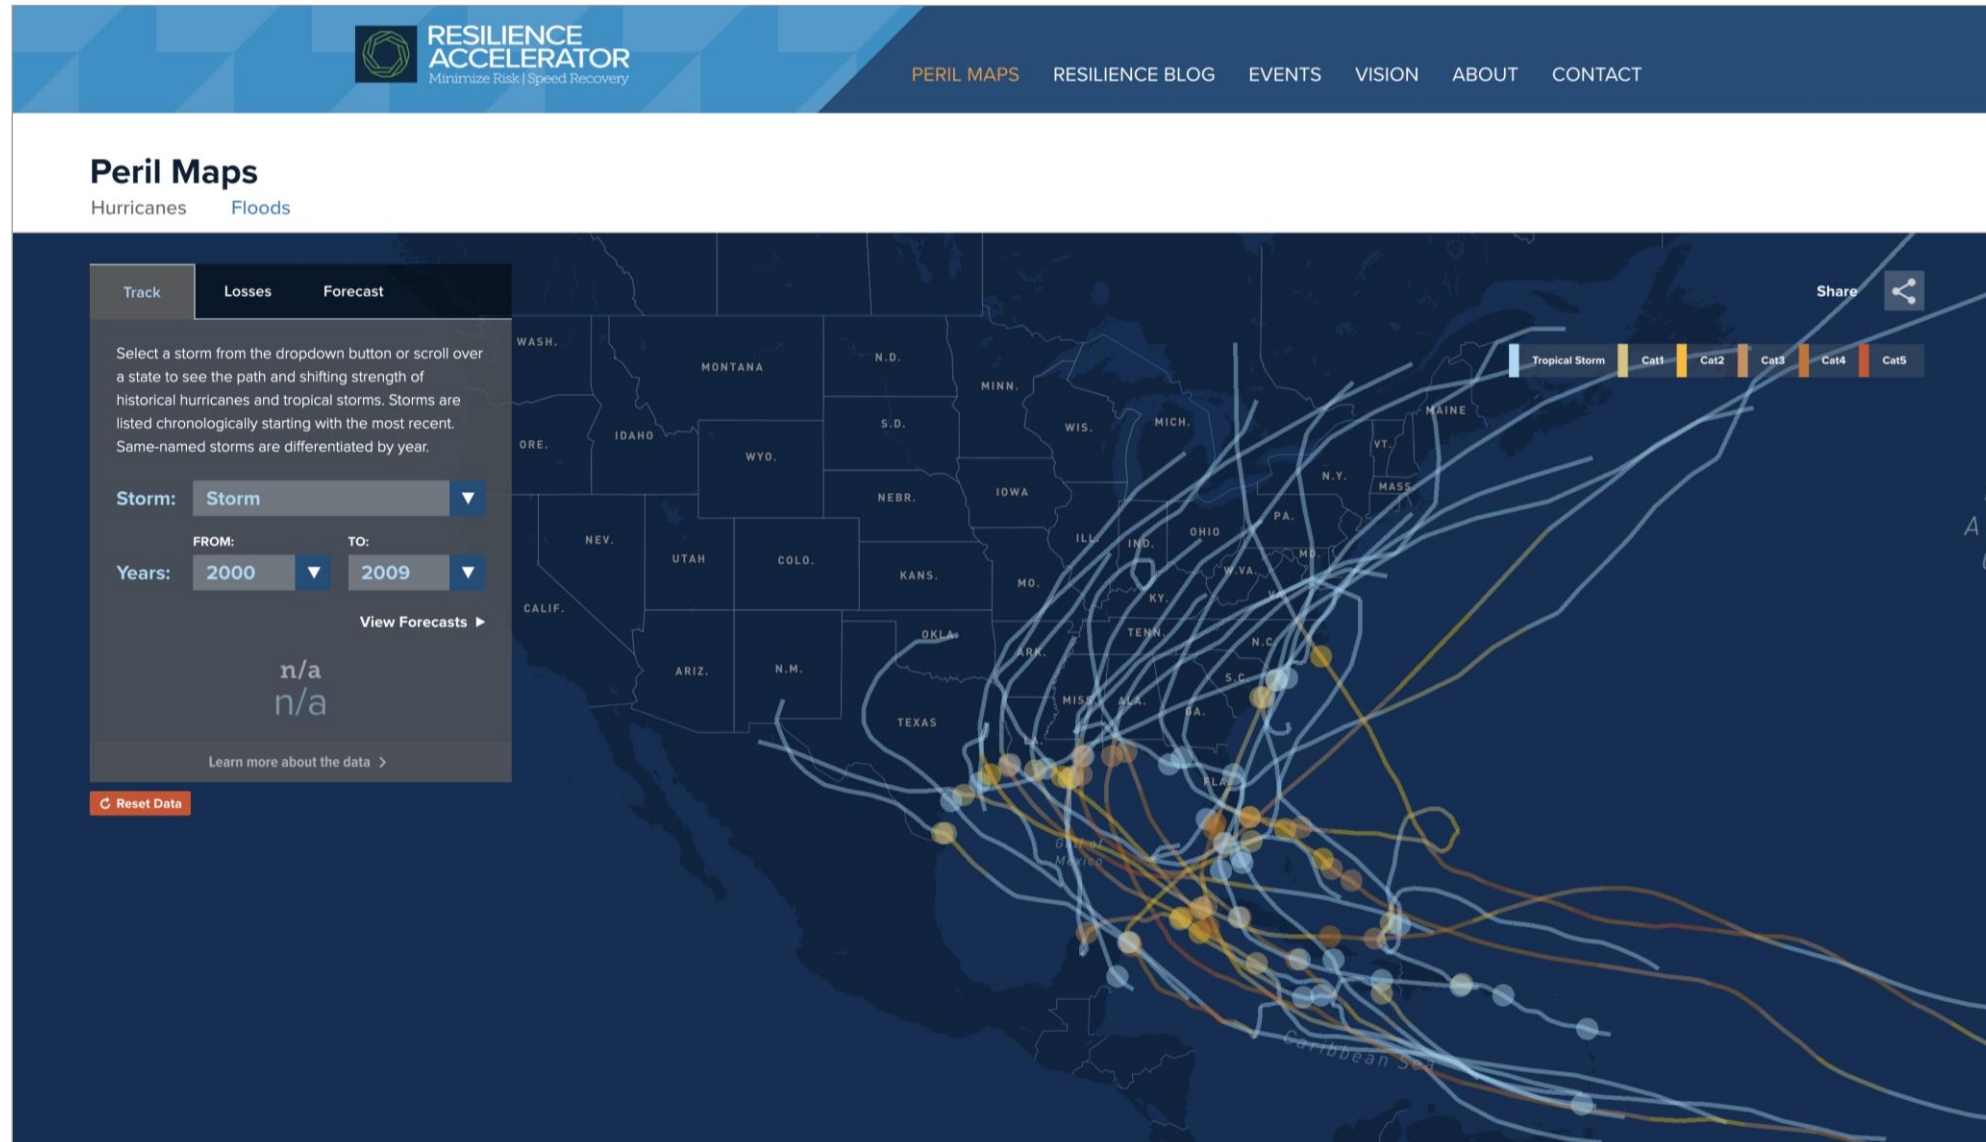 RESILIENCE
ACCELERATOR
Minimize Risk | Speed Recovery
PERIL MAPS RESILIENCE BLOG EVENTS VISION ABOUT CONTACT
Peril Maps
Hurricanes Floods
Track Losses Forecast
Select a storm from the dropdown button or scroll over
a state to see the path and shifting strength of
historical hurricanes and tropical storms. Storms are
listed chronologically starting with the most recent.
Same-named storms are differentiated by year.
Storm: Storm
FROM: TO:
Years: 2000 2009
View Forecasts
n/a
n/a
Learn more about the data >
Reset Data
Share
Tropical Storm Cat1 Cat2 Cat3 Cat4 Cat5
WASH.
MONTANA
N.D.
MINN.
ORE.
IDAHO
WYO.
S.D.
WIS.
MICH.
MAINE
VT.
N.Y.
MASS.
NEBR.
IOWA
PA.
NEV.
UTAH
COLO.
KANS.
MO.
ILL.
IND.
OHIO
MD.
W.VA.
VA.
KY.
CALIF.
OKLA.
ARK.
TENN.
N.C.
ARIZ.
N.M.
S.C.
TEXAS
MISS.
ALA.
GA.
LA.
FLA.
Gulf of
Mexico
Caribbean Sea
A